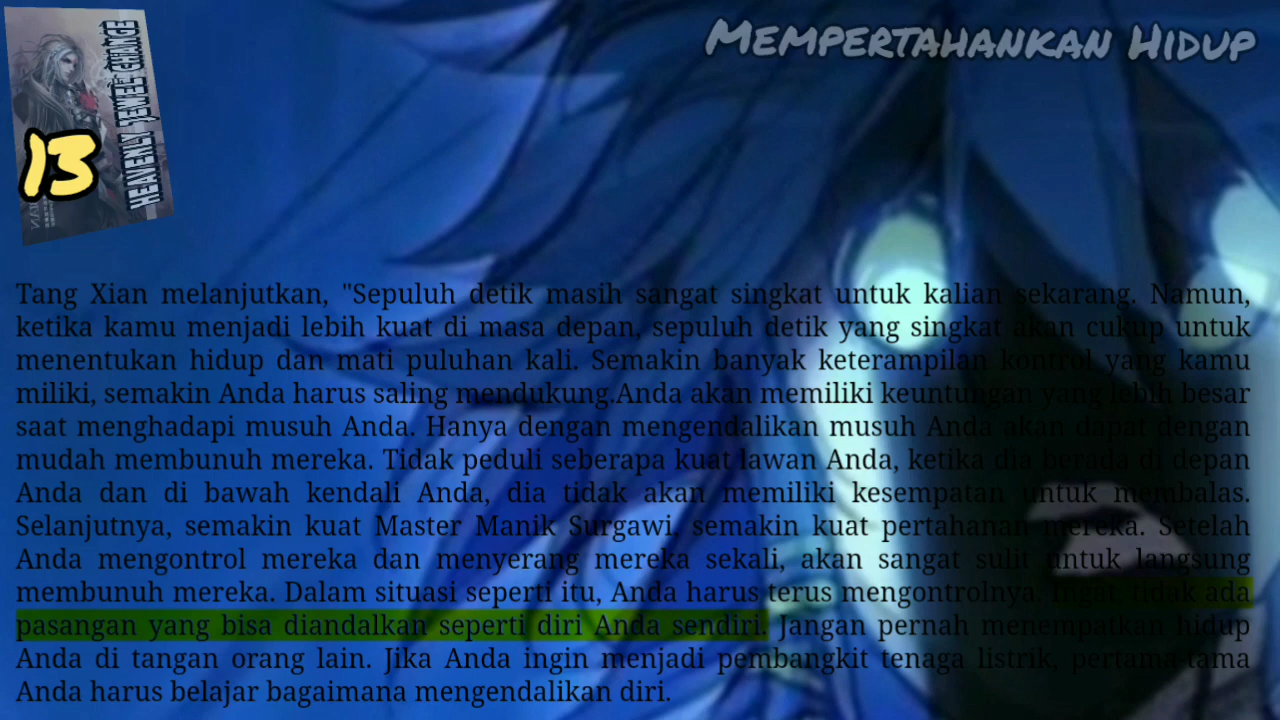 Mempertahankan Hidup
HEAVENLY JEWEL CHANGE
13
Tang Xian melanjutkan, "Sepuluh detik masih sangat singkat untuk kalian sekarang. Namun,
ketika kamu menjadi lebih kuat di masa depan, sepuluh detik yang singkat akan cukup untuk
menentukan hidup dan mati puluhan kali. Semakin banyak keterampilan kontrol yang kamu
miliki, semakin Anda harus saling mendukung.Anda akan memiliki keuntungan yang lebih besar
saat menghadapi musuh Anda. Hanya dengan mengendalikan musuh Anda akan dapat dengan
mudah membunuh mereka. Tidak peduli seberapa kuat lawan Anda, ketika dia berada di depan
Anda dan di bawah kendali Anda, dia tidak akan memiliki kesempatan untuk membalas.
Selanjutnya, semakin kuat Master Manik Surgawi, semakin kuat pertahanan mereka. Setelah
Anda mengontrol mereka dan menyerang mereka sekali, akan sangat sulit untuk langsung
membunuh mereka. Dalam situasi seperti itu, Anda harus terus mengontrolnya. Ingat, tidak ada
pasangan yang bisa diandalkan seperti diri Anda sendiri. Jangan pernah menempatkan hidup
Anda di tangan orang lain. Jika Anda ingin menjadi pembangkit tenaga listrik, pertama-tama
Anda harus belajar bagaimana mengendalikan diri.